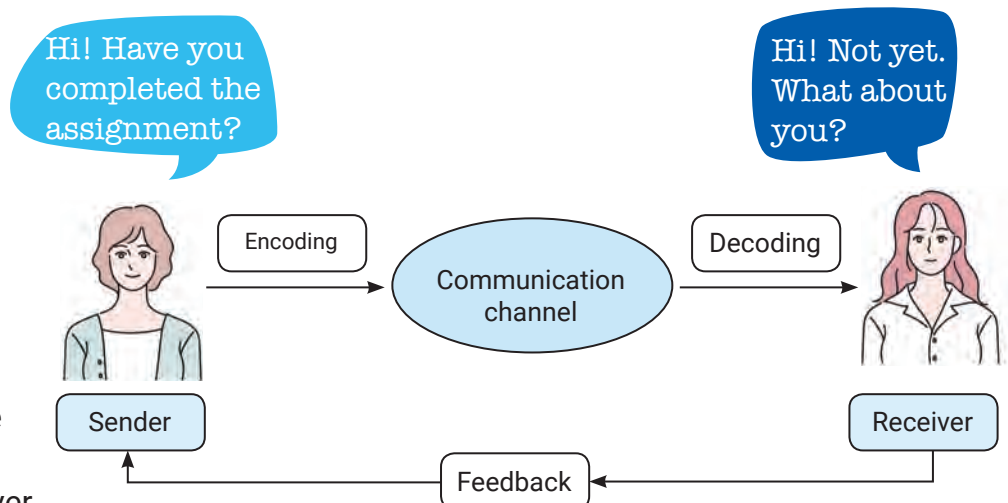 Hi! Have you
completed the
assignment?
Hi! Not yet.
What about
you?
Encoding
Decoding
Communication
channel
Sender
Receiver
Feedback